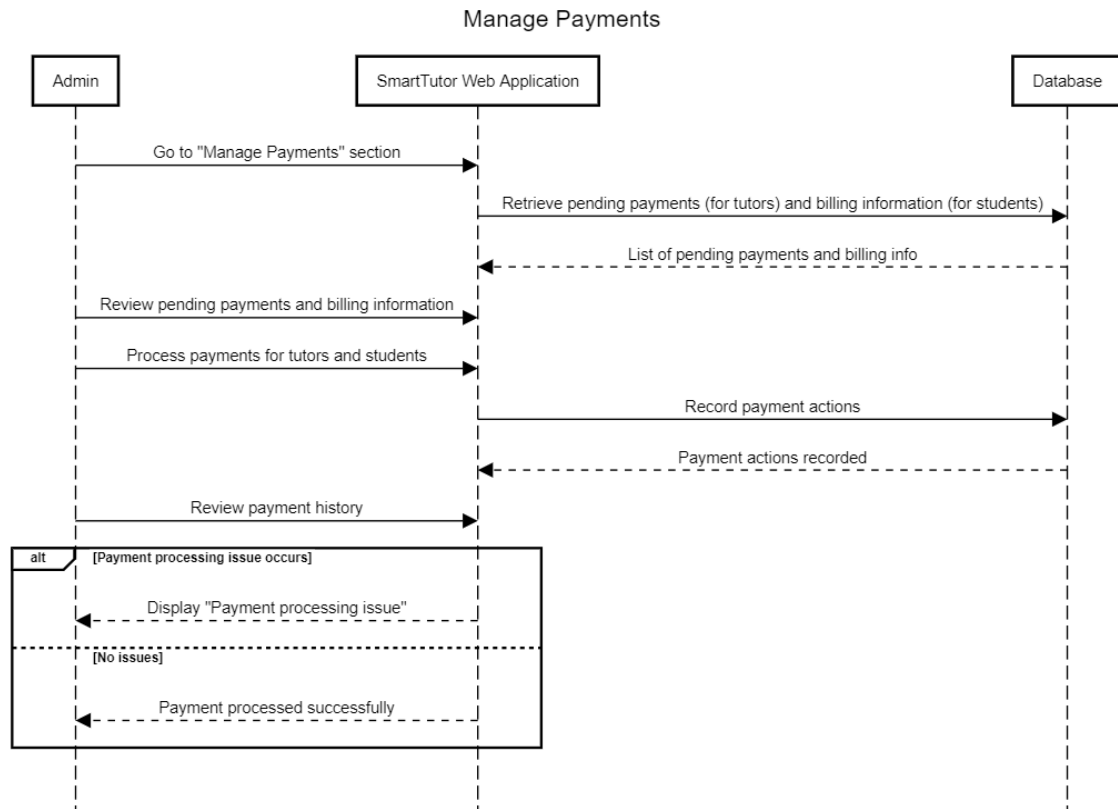 Manage Payments
Admin
SmartTutor Web Application
Database
Go to "Manage Payments" section
Retrieve pending payments (for tutors) and billing information (for students)
List of pending payments and billing info
Review pending payments and billing information
Process payments for tutors and students
Record payment actions
Payment actions recorded
Review payment history
alt
[Payment processing issue occurs]
Display "Payment processing issue"
[No issues]
Payment processed successfully